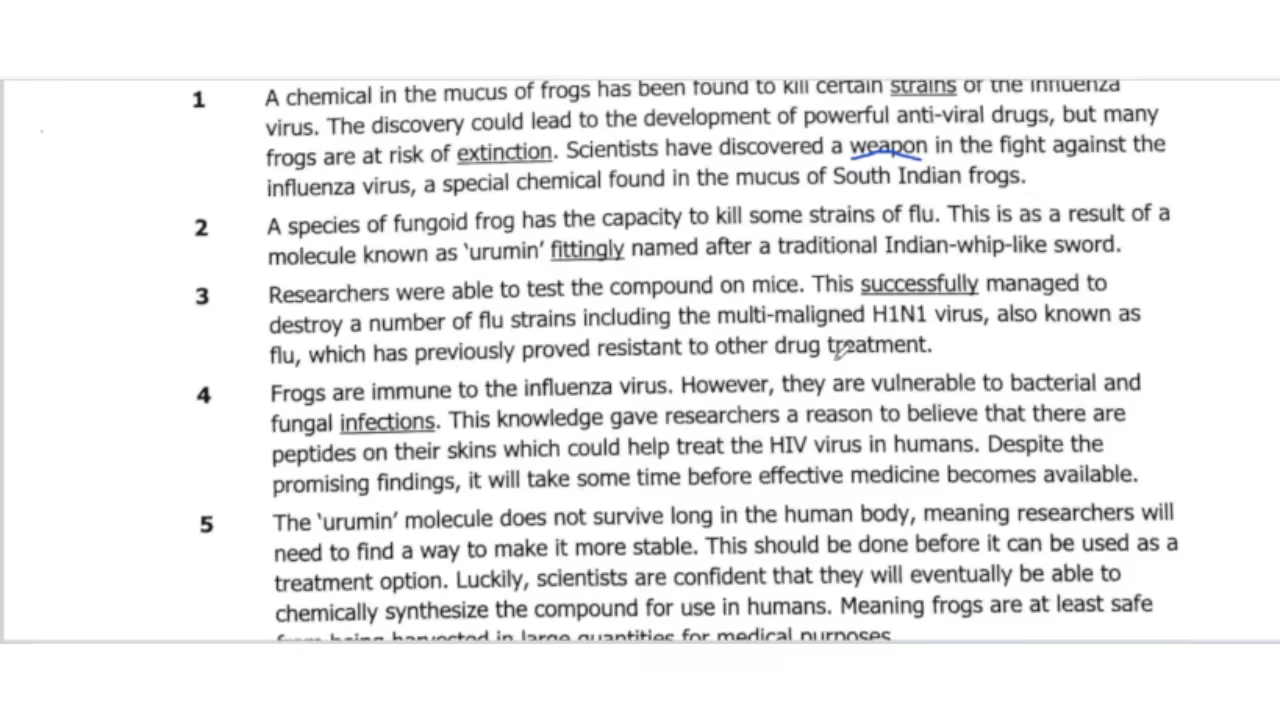 1 A chemical in the mucus of frogs has been found to kill certain strains of the influenza
virus. The discovery could lead to the development of powerful anti-viral drugs, but many
frogs are at risk of extinction. Scientists have discovered a weapon in the fight against the
influenza virus, a special chemical found in the mucus of South Indian frogs.
2 A species of fungoid frog has the capacity to kill some strains of flu. This is as a result of a
molecule known as ‘urumin’ fittingly named after a traditional Indian-whip-like sword.
3 Researchers were able to test the compound on mice. This successfully managed to
destroy a number of flu strains including the multi-maligned H1N1 virus, also known as
flu, which has previously proved resistant to other drug treatment.
4 Frogs are immune to the influenza virus. However, they are vulnerable to bacterial and
fungal infections. This knowledge gave researchers a reason to believe that there are
peptides on their skins which could help treat the HIV virus in humans. Despite the
promising findings, it will take some time before effective medicine becomes available.
5 The ‘urumin’ molecule does not survive long in the human body, meaning researchers will
need to find a way to make it more stable. This should be done before it can be used as a
treatment option. Luckily, scientists are confident that they will eventually be able to
chemically synthesize the compound for use in humans. Meaning frogs are at least safe
from being harvested in large quantities for medical purposes.